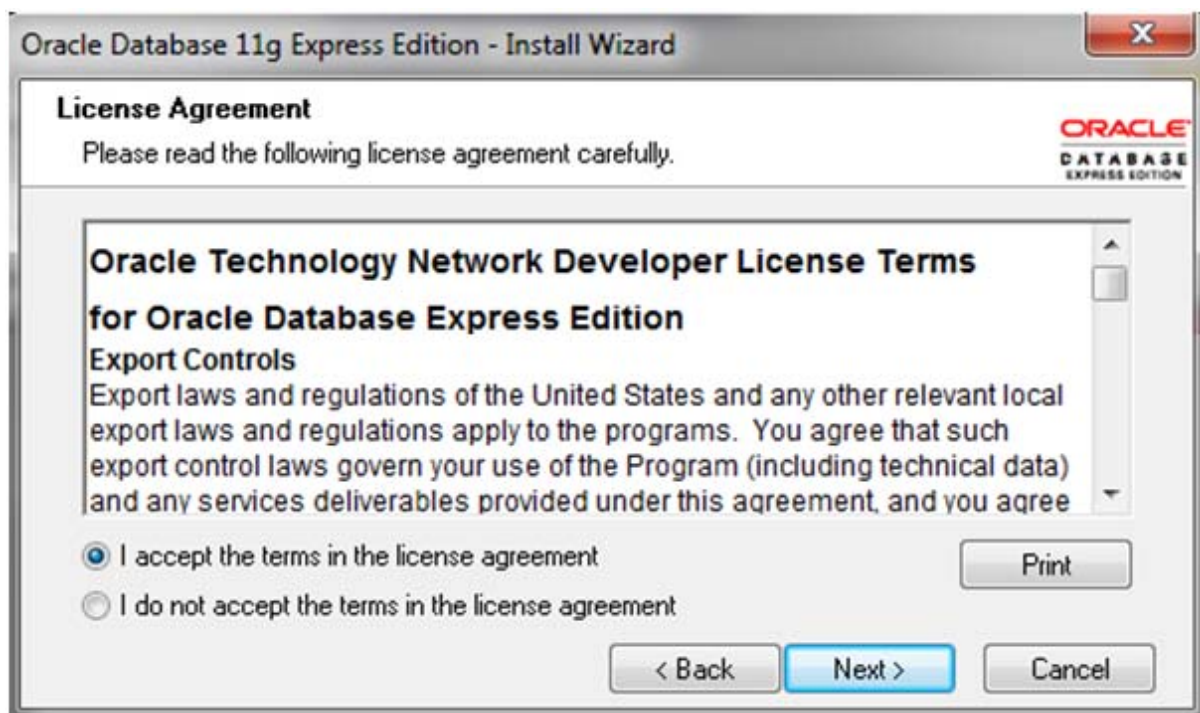 Oracle Database 11g Express Edition - Install Wizard
License Agreement
Please read the following license agreement carefully.
ORACLE
DATABASE
EXPRESS EDITION
Oracle Technology Network Developer License Terms
for Oracle Database Express Edition
Export Controls
Export laws and regulations of the United States and any other relevant local
export laws and regulations apply to the programs.  You agree that such
export control laws govern your use of the Program (including technical data)
and any services deliverables provided under this agreement, and you agree
I accept the terms in the license agreement
Print
I do not accept the terms in the license agreement
< Back
Next >
Cancel